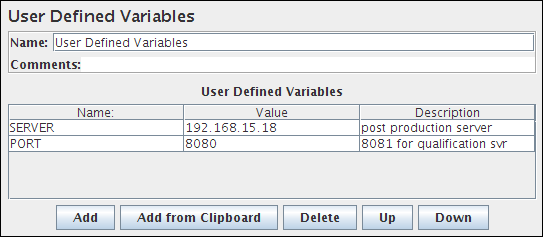 User Defined Variables
Name: User Defined Variables
Comments:
User Defined Variables
Name: Value Description
SERVER 192.168.15.18 post production server
PORT 8080 8081 for qualification svr
Add Add from Clipboard Delete Up Down